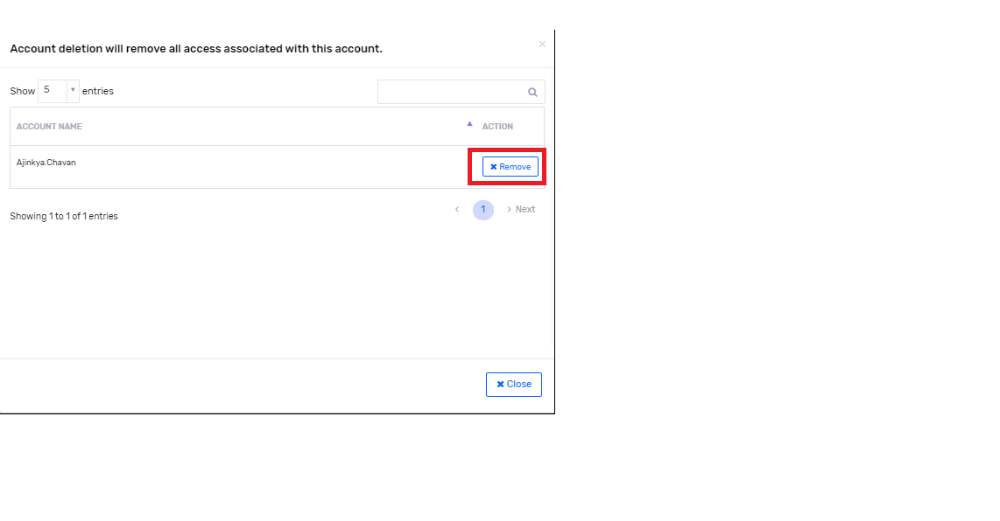 Account deletion will remove all access associated with this account.
×
Show 5 entries
ACCOUNT NAME ACTION
Ajinkya.Chavan Remove
Showing 1 to 1 of 1 entries
1 Next
Close